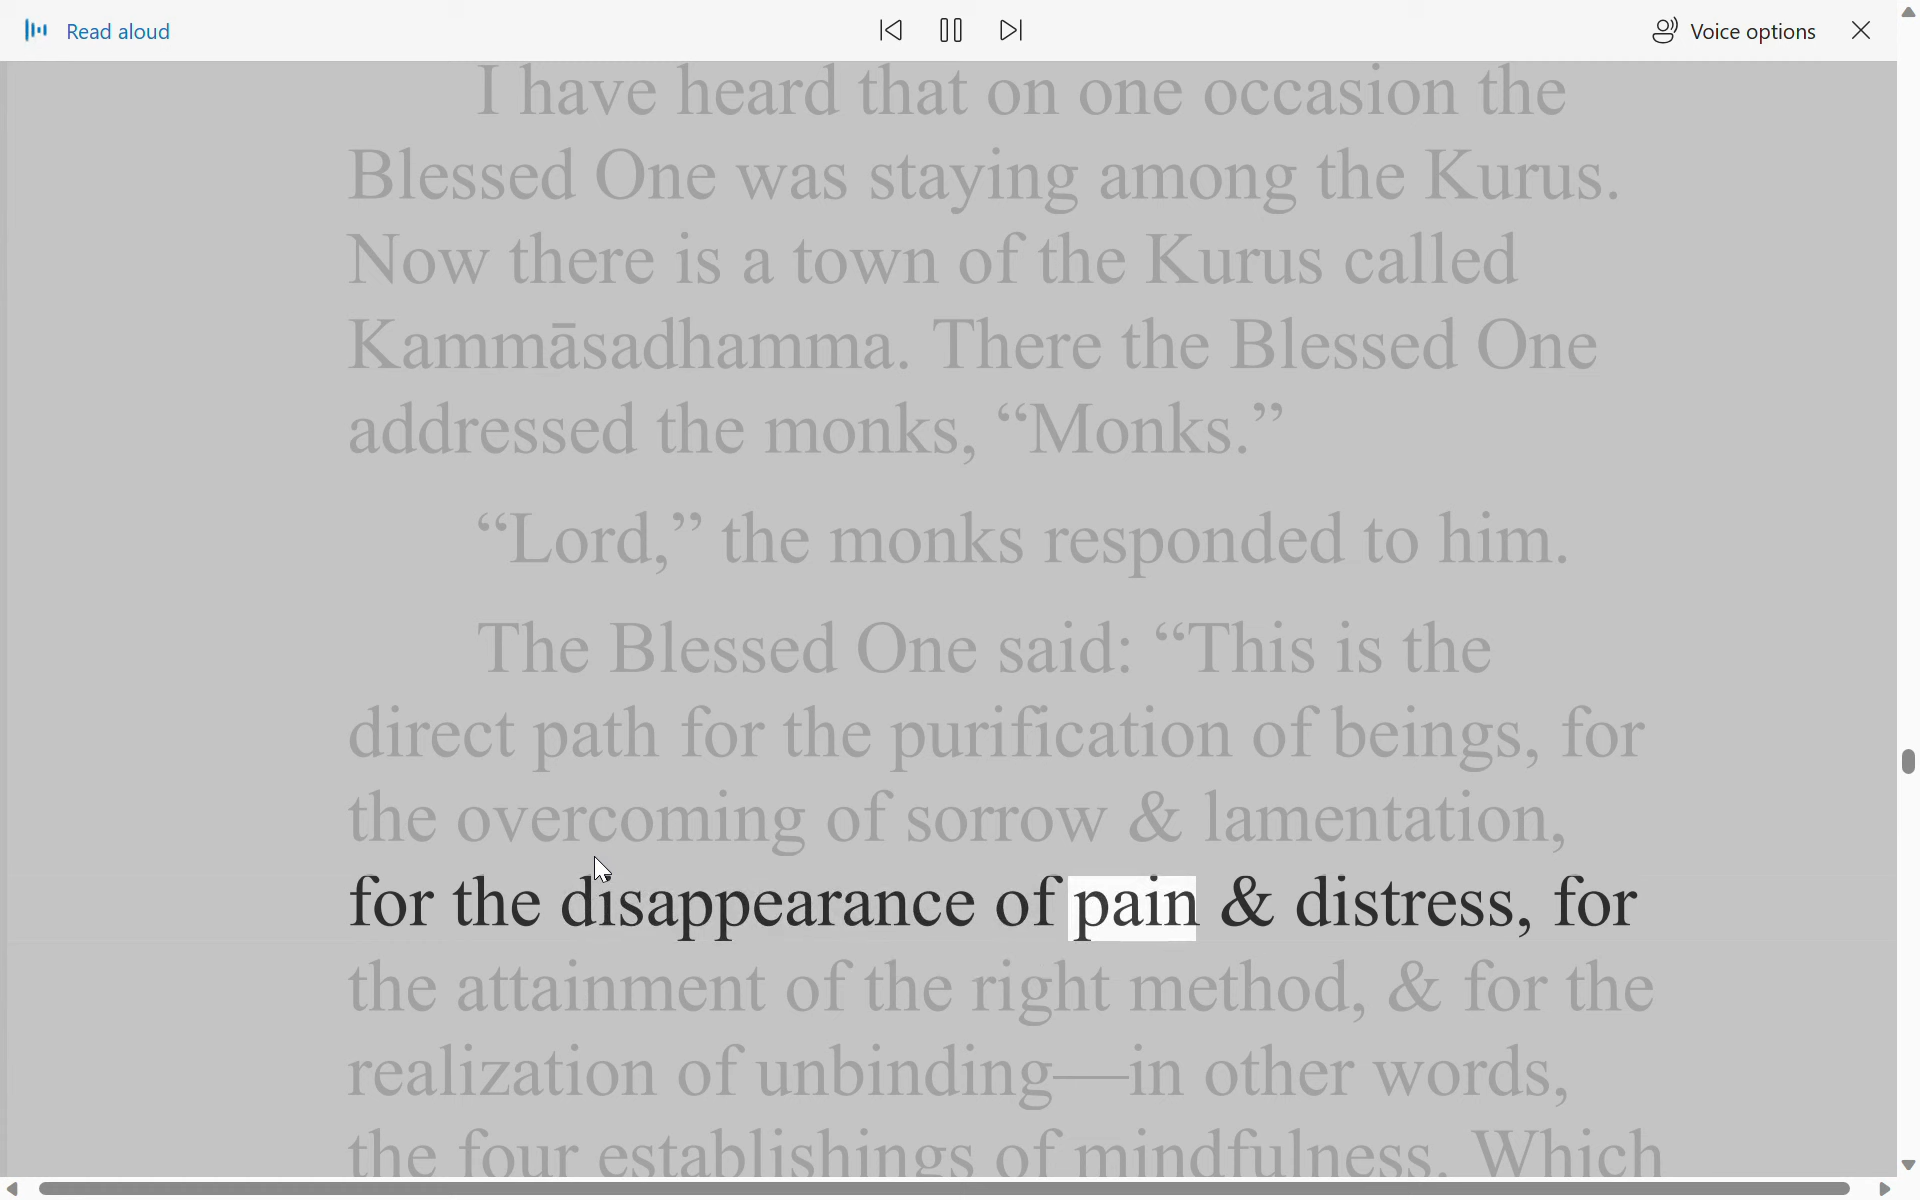 Read aloud
Voice options
I have heard that on one occasion the
Blessed One was staying among the Kurus.
Now there is a town of the Kurus called
Kammāsadhamma. There the Blessed One
addressed the monks, “Monks.”
“Lord,” the monks responded to him.
The Blessed One said: “This is the
direct path for the purification of beings, for
the overcoming of sorrow & lamentation,
for the disappearance of pain & distress, for
the attainment of the right method, & for the
realization of unbinding—in other words,
the four establishings of mindfulness. Which